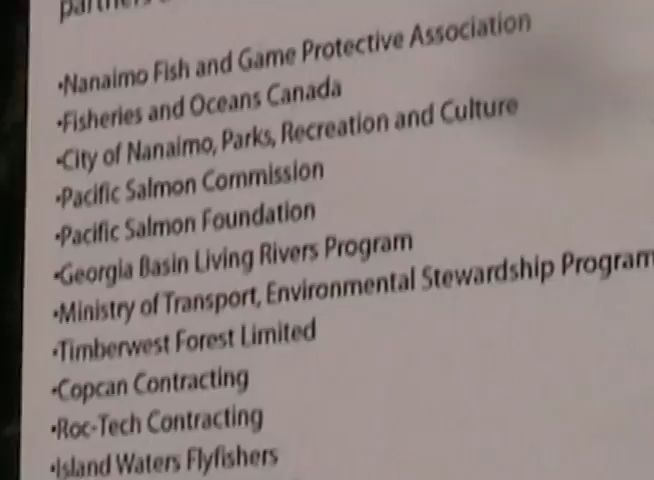 partners
•Nanaimo Fish and Game Protective Association
•Fisheries and Oceans Canada
•City of Nanaimo, Parks, Recreation and Culture
•Pacific Salmon Commission
•Pacific Salmon Foundation
•Georgia Basin Living Rivers Program
•Ministry of Transport, Environmental Stewardship Program
•Timberwest Forest Limited
•Copcan Contracting
•Roc-Tech Contracting
•Island Waters Flyfishers